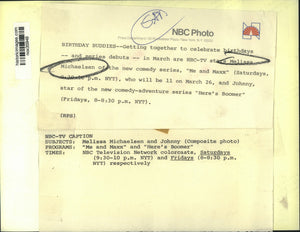 NBC Photo
BIRTHDAY BUDDIES--Getting together to celebrate birthdays
-- and series debuts -- in March are NBC-TV stars Melissa
Michaelsen of the new comedy series, "Me and Maxx" (Saturdays,
9:30-10 p.m. NYT), who will be 11 on March 26, and Johnny,
star of the new comedy-adventure series "Here's Boomer"
(Fridays, 8-8:30 p.m. NYT).
NBC-TV CAPTION
SUBJECTS: Melissa Michaelsen and Johnny (Composite photo)
PROGRAMS: "Me and Maxx" and "Here's Boomer"
TIMES: NBC Television Network colorcasts, Saturdays
(9:30-10 p.m. NYT) and Fridays (8-8:30 p.m.
NYT) respectively